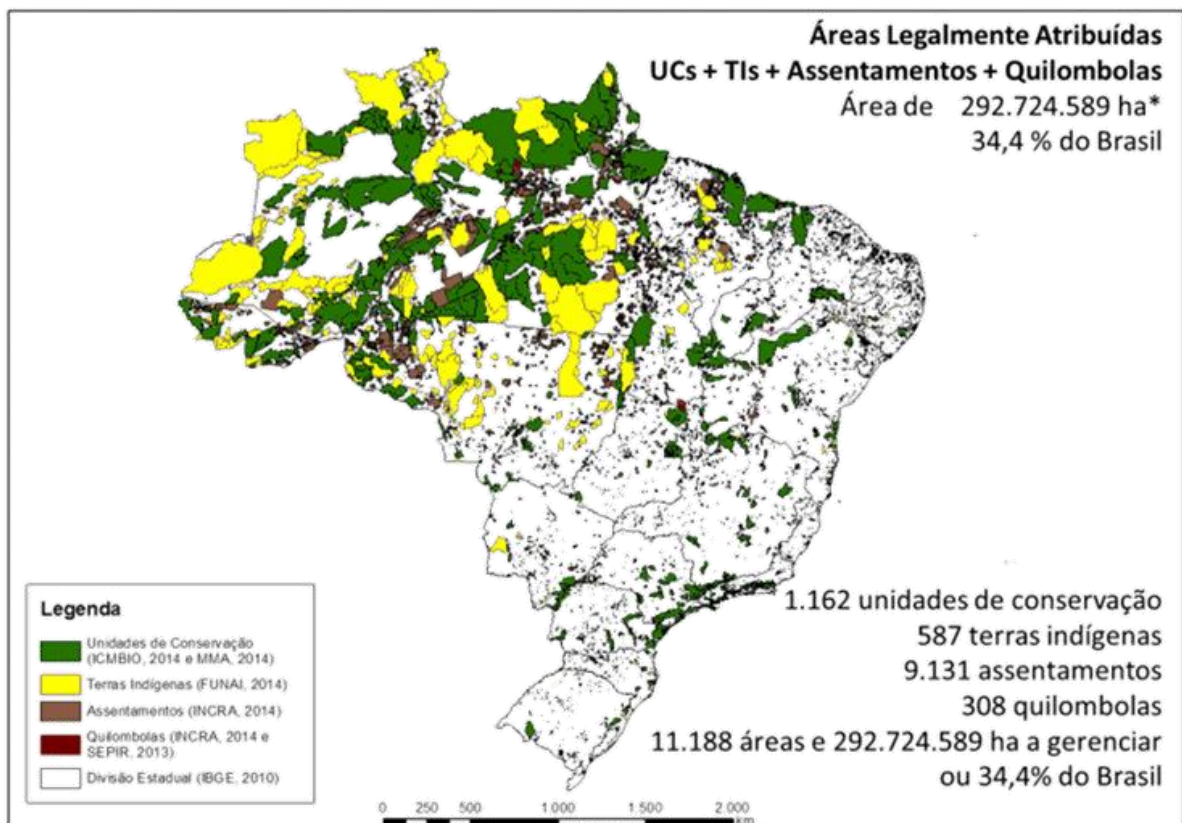 Áreas Legalmente Atribuídas
UCs + TIs + Assentamentos + Quilombolas
Área de 292.724.589 ha*
34,4 % do Brasil
1.162 unidades de conservação
587 terras indígenas
9.131 assentamentos
308 quilombolas
11.188 áreas e 292.724.589 ha a gerenciar
ou 34,4% do Brasil
Legenda
Unidades de Conservação
(ICMBIO, 2014 e MMA, 2014)
Terras Indígenas (FUNAI, 2014)
Assentamentos (INCRA, 2014)
Quilombolas (INCRA, 2014 e
SEPIR, 2013)
Divisão Estadual (IBGE, 2010)
0 250 500 1.000 1.500 2.000
km